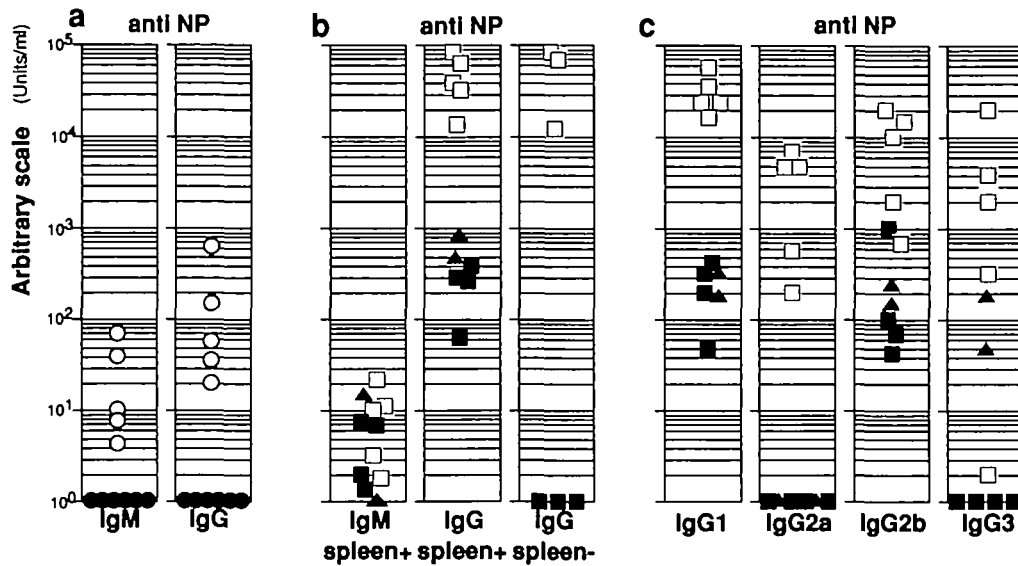 a b c
anti NP anti NP anti NP
Arbitrary scale (Units/ml)
10^5
10^4
10^3
10^2
10^1
10^0
IgM IgG IgM IgG IgG IgG1 IgG2a IgG2b IgG3
spleen+ spleen+ spleen-